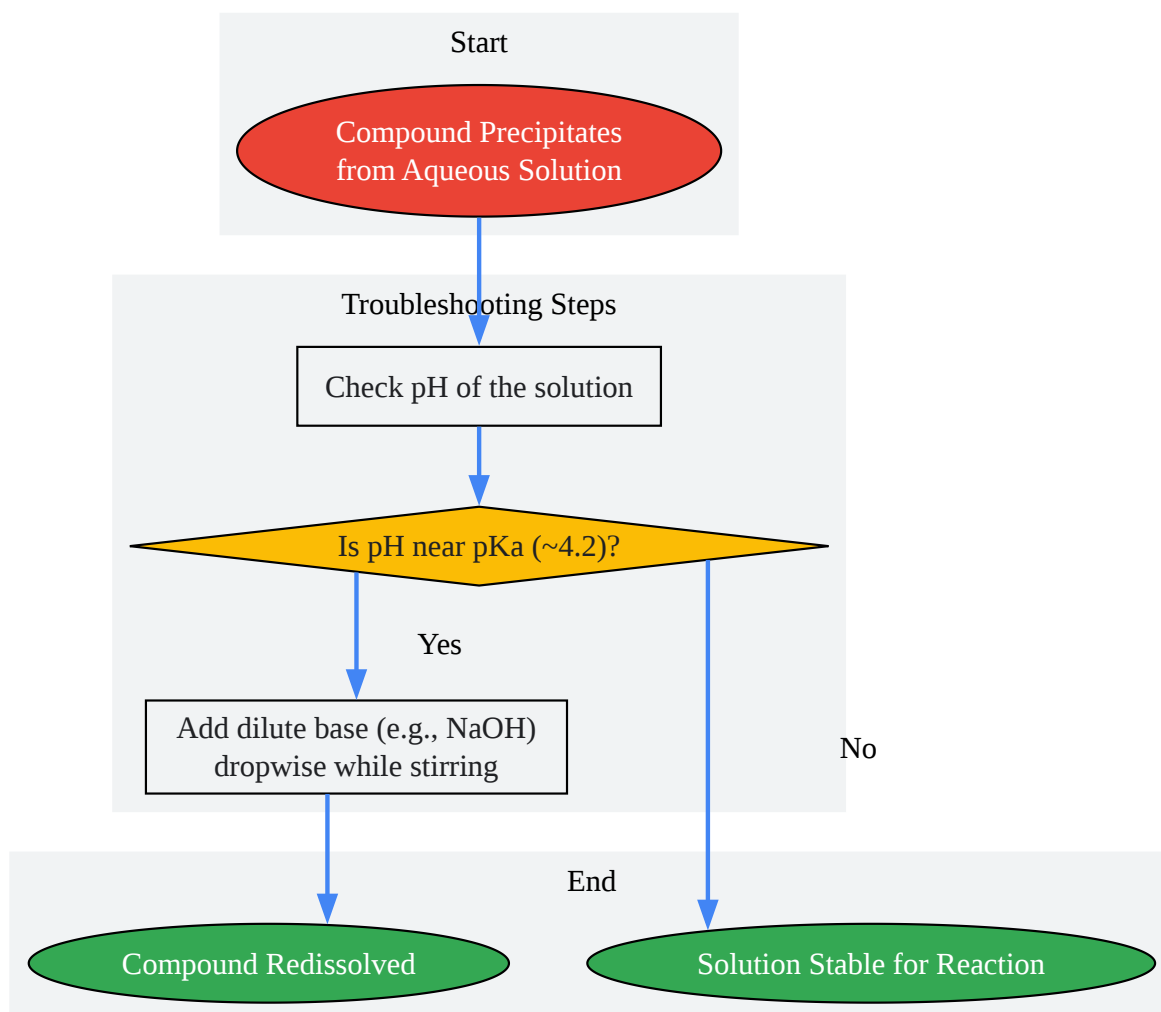 Start
Compound Precipitates
from Aqueous Solution
Troubleshooting Steps
Check pH of the solution
Is pH near pKa (~4.2)?
Yes
Add dilute base (e.g., NaOH)
dropwise while stirring
No
End
Compound Redissolved
Solution Stable for Reaction